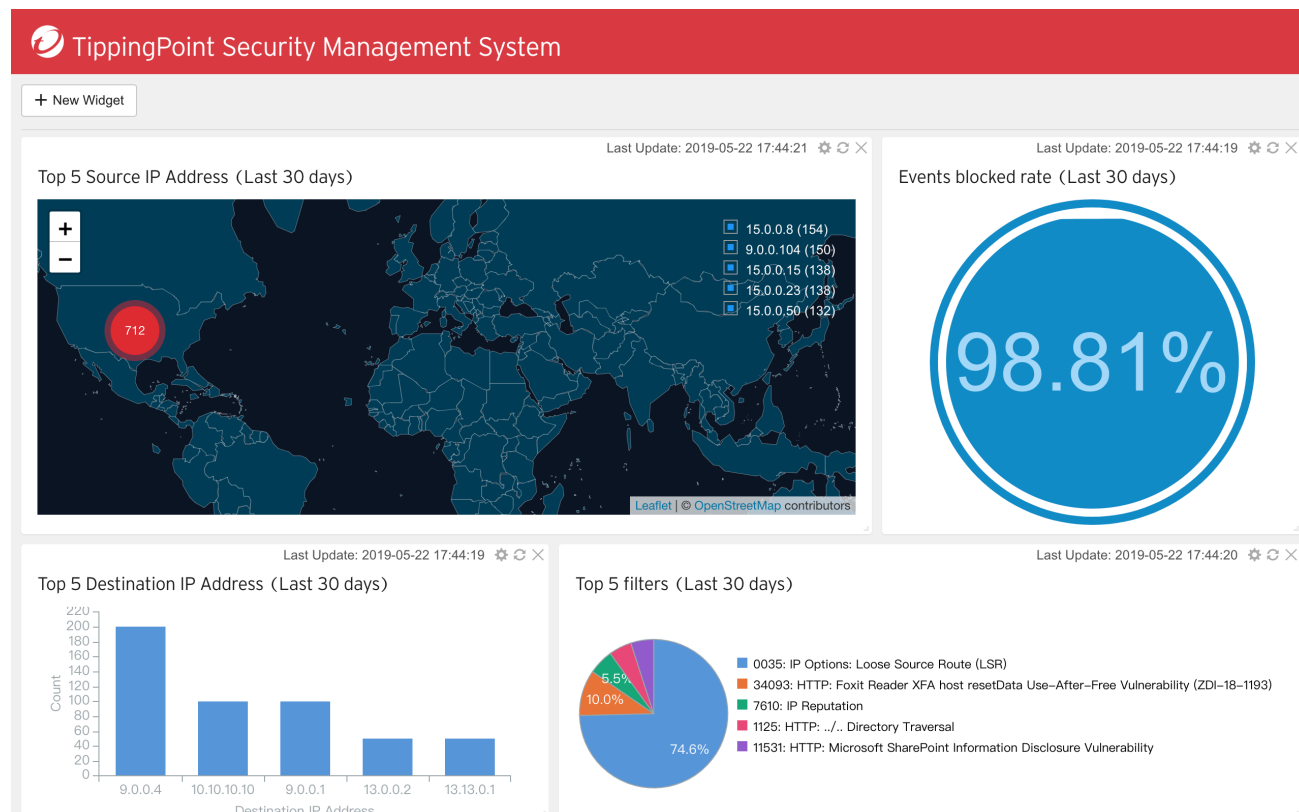 TippingPoint Security Management System
+ New Widget
Last Update: 2019-05-22 17:44:21
Top 5 Source IP Address (Last 30 days)
+
−
15.0.0.8 (154)
9.0.0.104 (150)
15.0.0.15 (138)
15.0.0.23 (138)
15.0.0.50 (132)
712
Leaflet | © OpenStreetMap contributors
Last Update: 2019-05-22 17:44:19
Events blocked rate (Last 30 days)
98.81%
Last Update: 2019-05-22 17:44:19
Top 5 Destination IP Address (Last 30 days)
220
200
180
160
140
120
100
80
60
40
20
0
Count
9.0.0.4 10.10.10.10 9.0.0.1 13.0.0.2 13.13.0.1
Destination IP Address
Last Update: 2019-05-22 17:44:20
Top 5 filters (Last 30 days)
5.5%
10.0%
74.6%
0035: IP Options: Loose Source Route (LSR)
34093: HTTP: Foxit Reader XFA host resetData Use-After-Free Vulnerability (ZDI-18-1193)
7610: IP Reputation
1125: HTTP: ../.. Directory Traversal
11531: HTTP: Microsoft SharePoint Information Disclosure Vulnerability